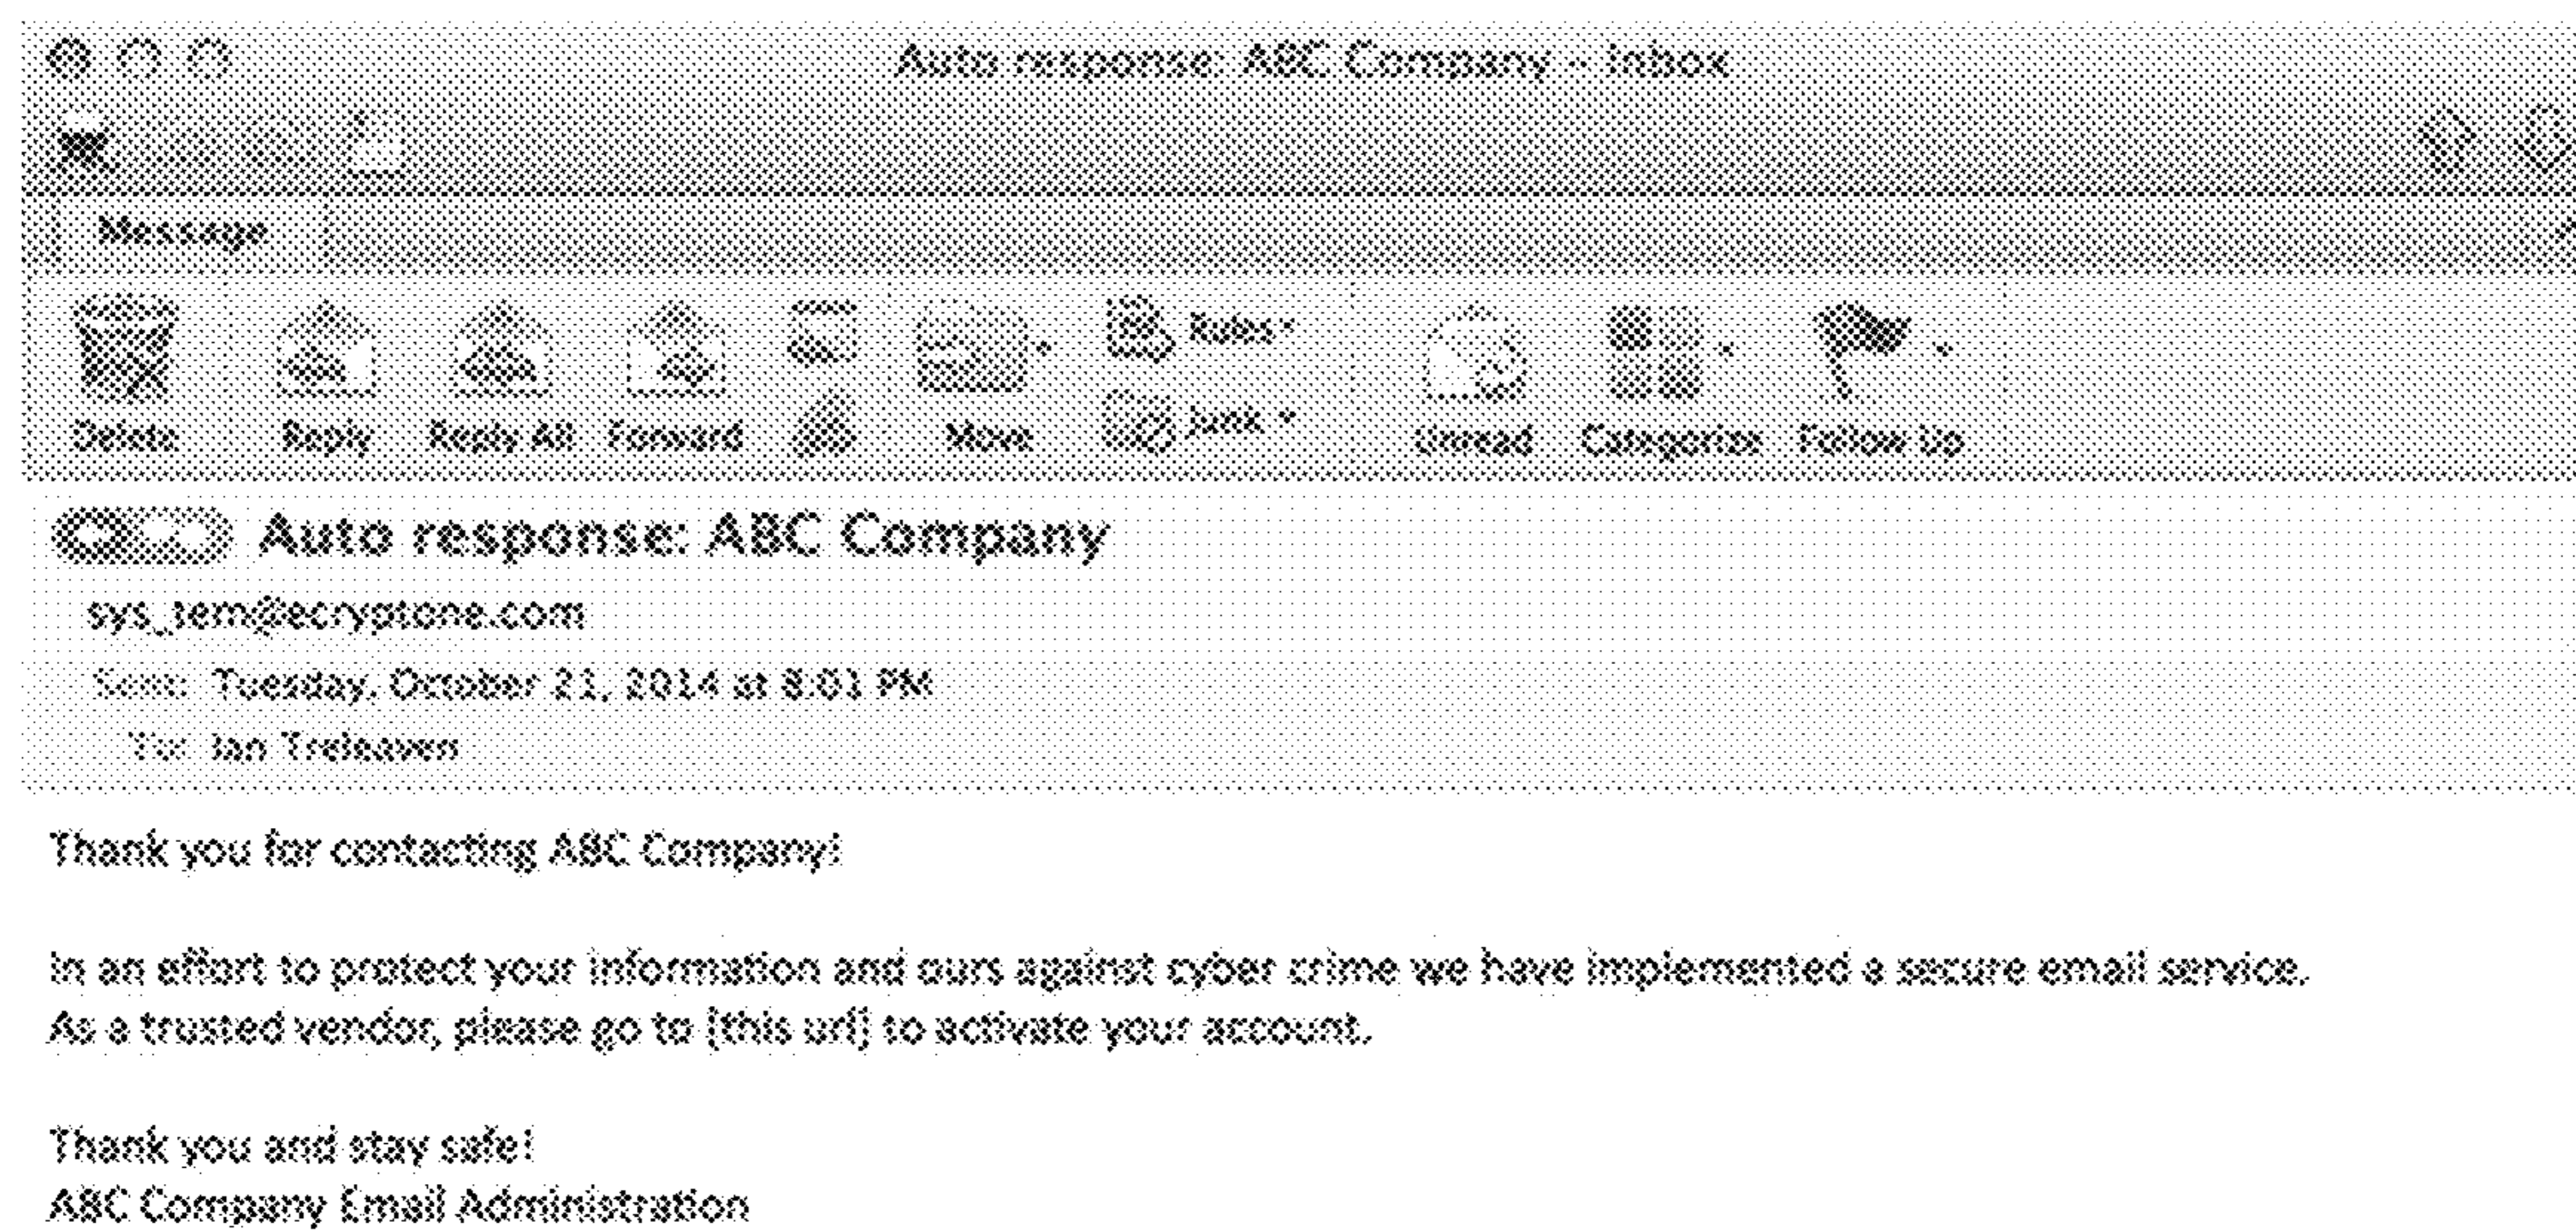 Auto response: ABC Company - Inbox
Message
Delete Reply Reply All Forward Move Rules Junk Unread Categorize Follow Up
Auto response: ABC Company
sys_tem@ecryptone.com
Sent: Tuesday, October 21, 2014 at 8:01 PM
To: Ian Treleaven
Thank you for contacting ABC Company!
In an effort to protect your information and ours against cyber crime we have implemented a secure email service.
As a trusted vendor, please go to [this url] to activate your account.
Thank you and stay safe!
ABC Company Email Administration